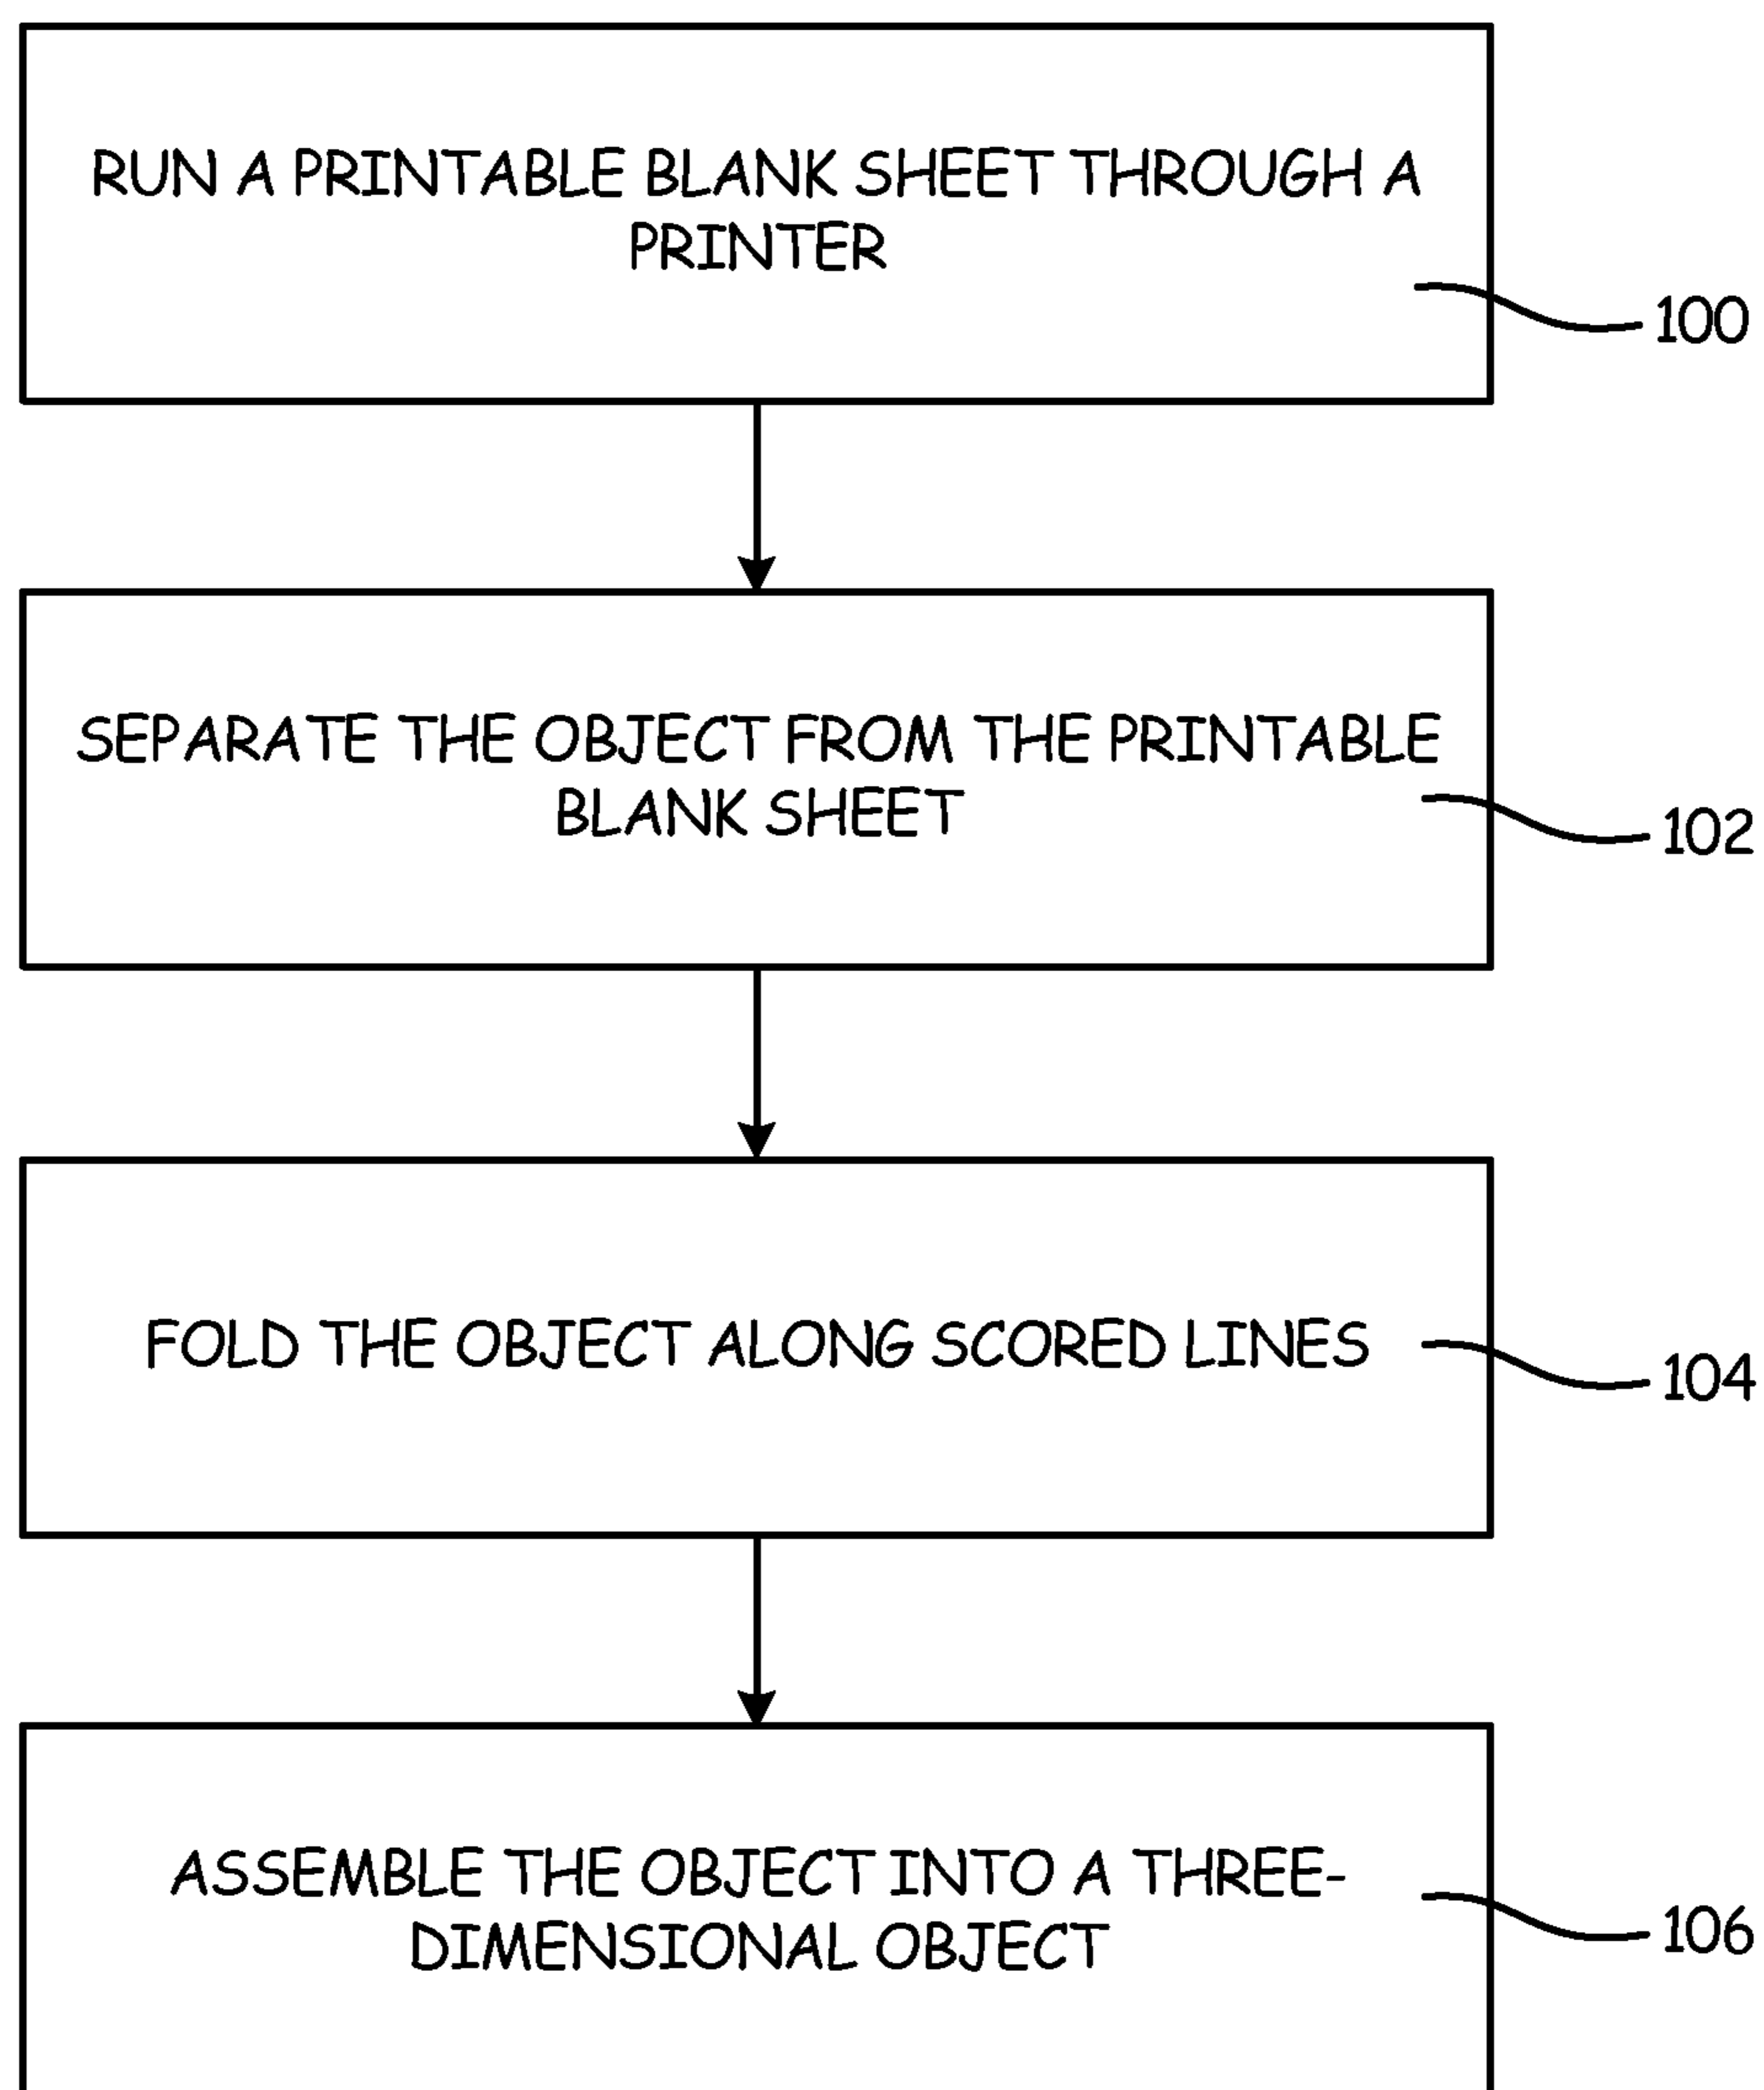 RUN A PRINTABLE BLANK SHEET THROUGH A
PRINTER
100
SEPARATE THE OBJECT FROM THE PRINTABLE
BLANK SHEET
102
FOLD THE OBJECT ALONG SCORED LINES
104
ASSEMBLE THE OBJECT INTO A THREE-
DIMENSIONAL OBJECT
106